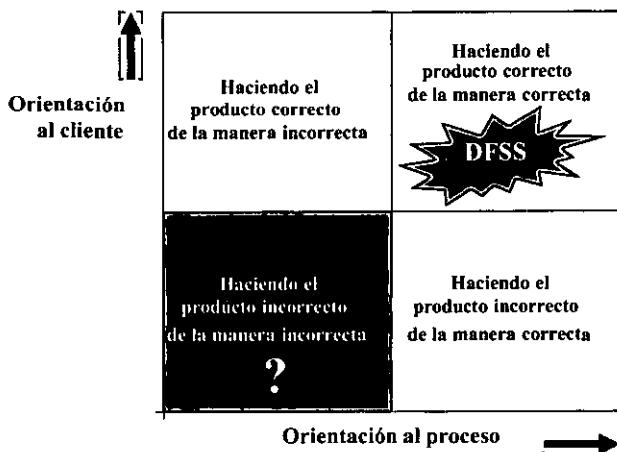 Orientación
al cliente
Haciendo el
producto correcto
de la manera incorrecta
Haciendo el
producto correcto
de la manera correcta
DFSS
Haciendo el
producto incorrecto
de la manera incorrecta
?
Haciendo el
producto incorrecto
de la manera correcta
Orientación al proceso